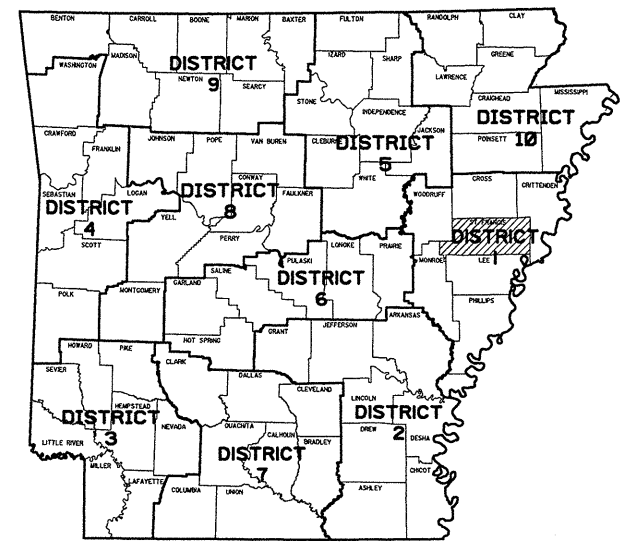 BENTON
CARROLL
BOONE
MARION
BAXTER
FULTON
RANDOLPH
CLAY
WASHINGTON
MADISON
DISTRICT
9
NEWTON
SEARCY
IZARD
SHARP
LAWRENCE
GREENE
STONE
INDEPENDENCE
CRAIGHEAD
MISSISSIPPI
DISTRICT
10
POINSETT
CRAWFORD
FRANKLIN
JOHNSON
POPE
VAN BUREN
CLEBURN
JACKSON
DISTRICT
5
WHITE
WOODRUFF
CROSS
CRITTENDEN
SEBASTIAN
LOGAN
DISTRICT
4
SCOTT
YELL
CONWAY
DISTRICT
8
PERRY
FAULKNER
ST FRANCIS
DISTRICT
1
LEE
MONROE
PHILLIPS
POLK
MONTGOMERY
GARLAND
SALINE
PULASKI
LONOKE
PRAIRIE
DISTRICT
6
HOT SPRING
GRANT
JEFFERSON
ARKANSAS
HOWARD
PIKE
SEVIER
CLARK
DALLAS
CLEVELAND
LINCOLN
DISTRICT
2
DREW
DESHA
CHICOT
ASHLEY
HEMPSTEAD
DISTRICT
3
NEVADA
LITTLE RIVER
MILLER
LAFAYETTE
COLUMBIA
OUACHITA
CALHOUN
BRADLEY
DISTRICT
7
UNION